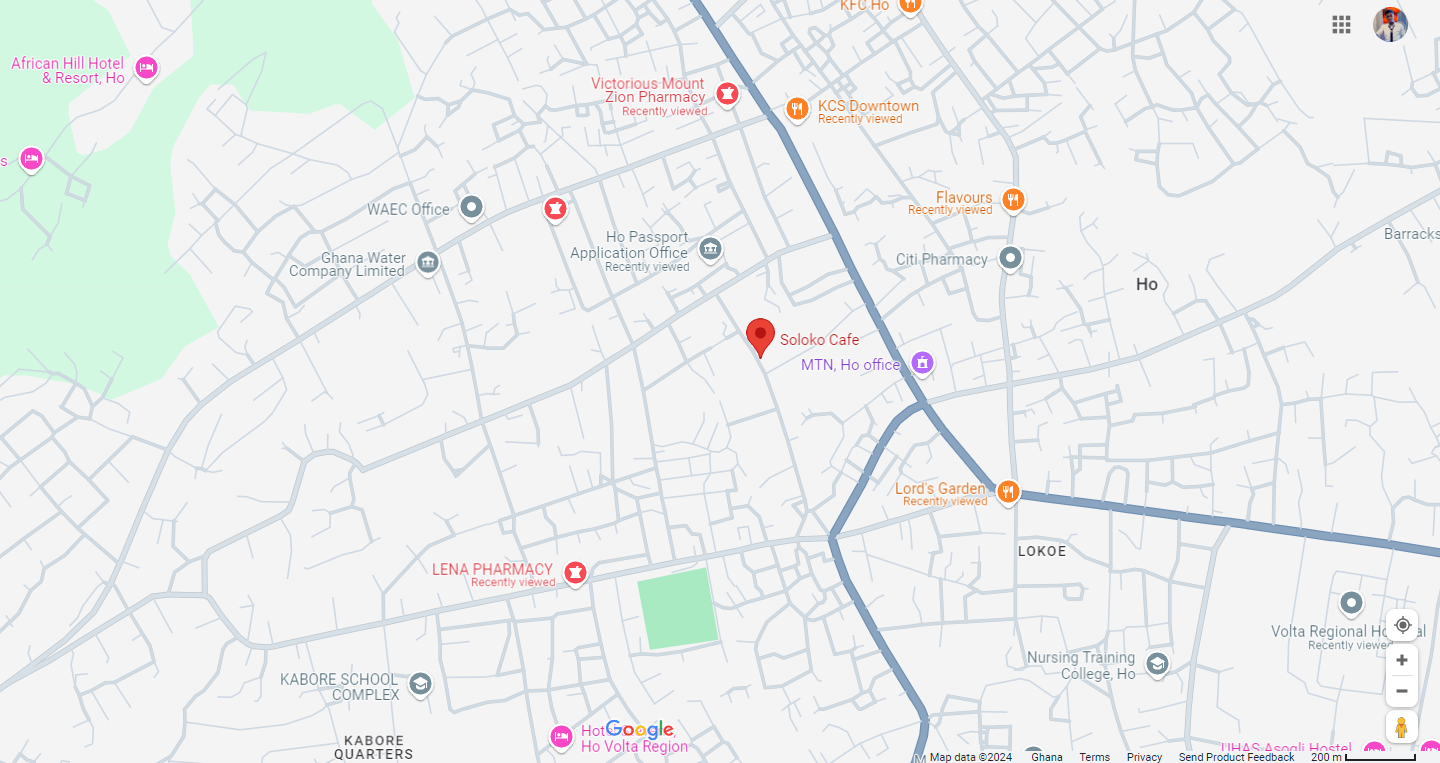 KFC Ho
African Hill Hotel
& Resort, Ho
Victorious Mount
Zion Pharmacy
Recently viewed
KCS Downtown
Recently viewed
s
WAEC Office
Flavours
Recently viewed
Ho Passport
Application Office
Recently viewed
Barracks
Ghana Water
Company Limited
Citi Pharmacy
Ho
Soloko Cafe
MTN, Ho office
Lord's Garden
Recently viewed
LOKOE
LENA PHARMACY
Recently viewed
Volta Regional Ho al
Recently viewe
Nursing Training
College, Ho
KABORE SCHOOL
COMPLEX
Hot ,
Ho Volta Region
Google
KABORE
QUARTERS
UHAS Asogli Hostel
Map data ©2024 Ghana Terms Privacy Send Product Feedback 200 m